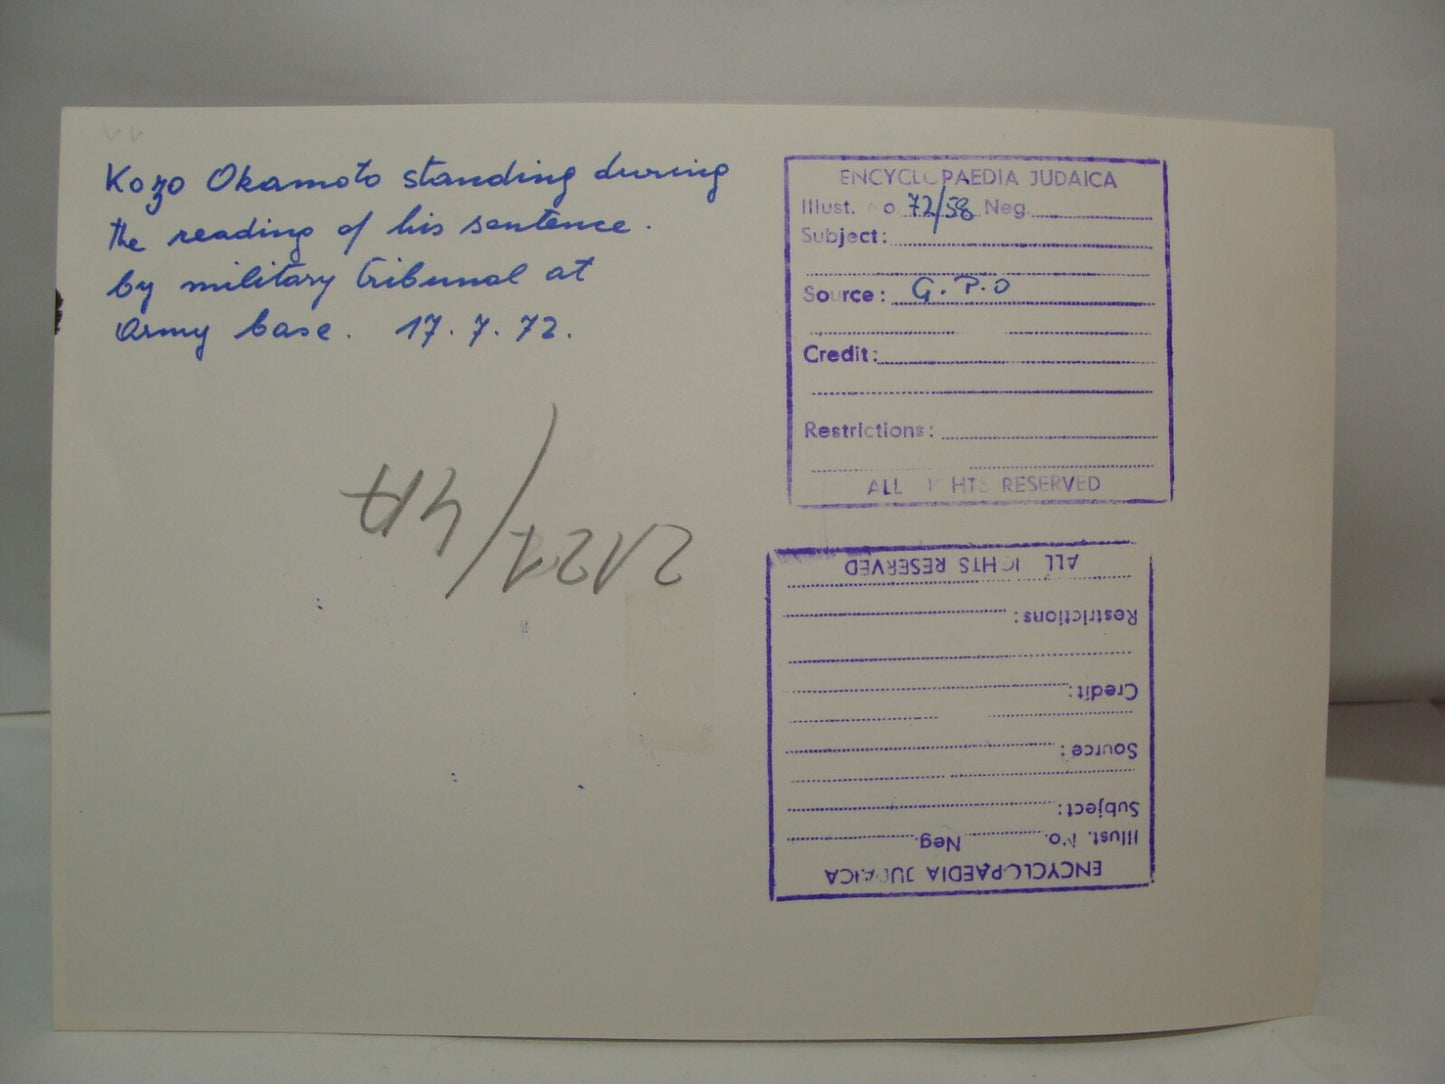 Kozo Okamoto standing during
the reading of his sentence.
by military tribunal at
army base. 17.7.72.
ENCYCLOPAEDIA JUDAICA
Illust. No. 72/58 Neg.
Subject:
Source: G.P.O
Credit:
Restrictions:
ALL RIGHTS RESERVED
2121/4A
ENCYCLOPAEDIA JUDAICA
Illust. No. Neg.
Subject:
Source:
Credit:
Restrictions:
ALL RIGHTS RESERVED